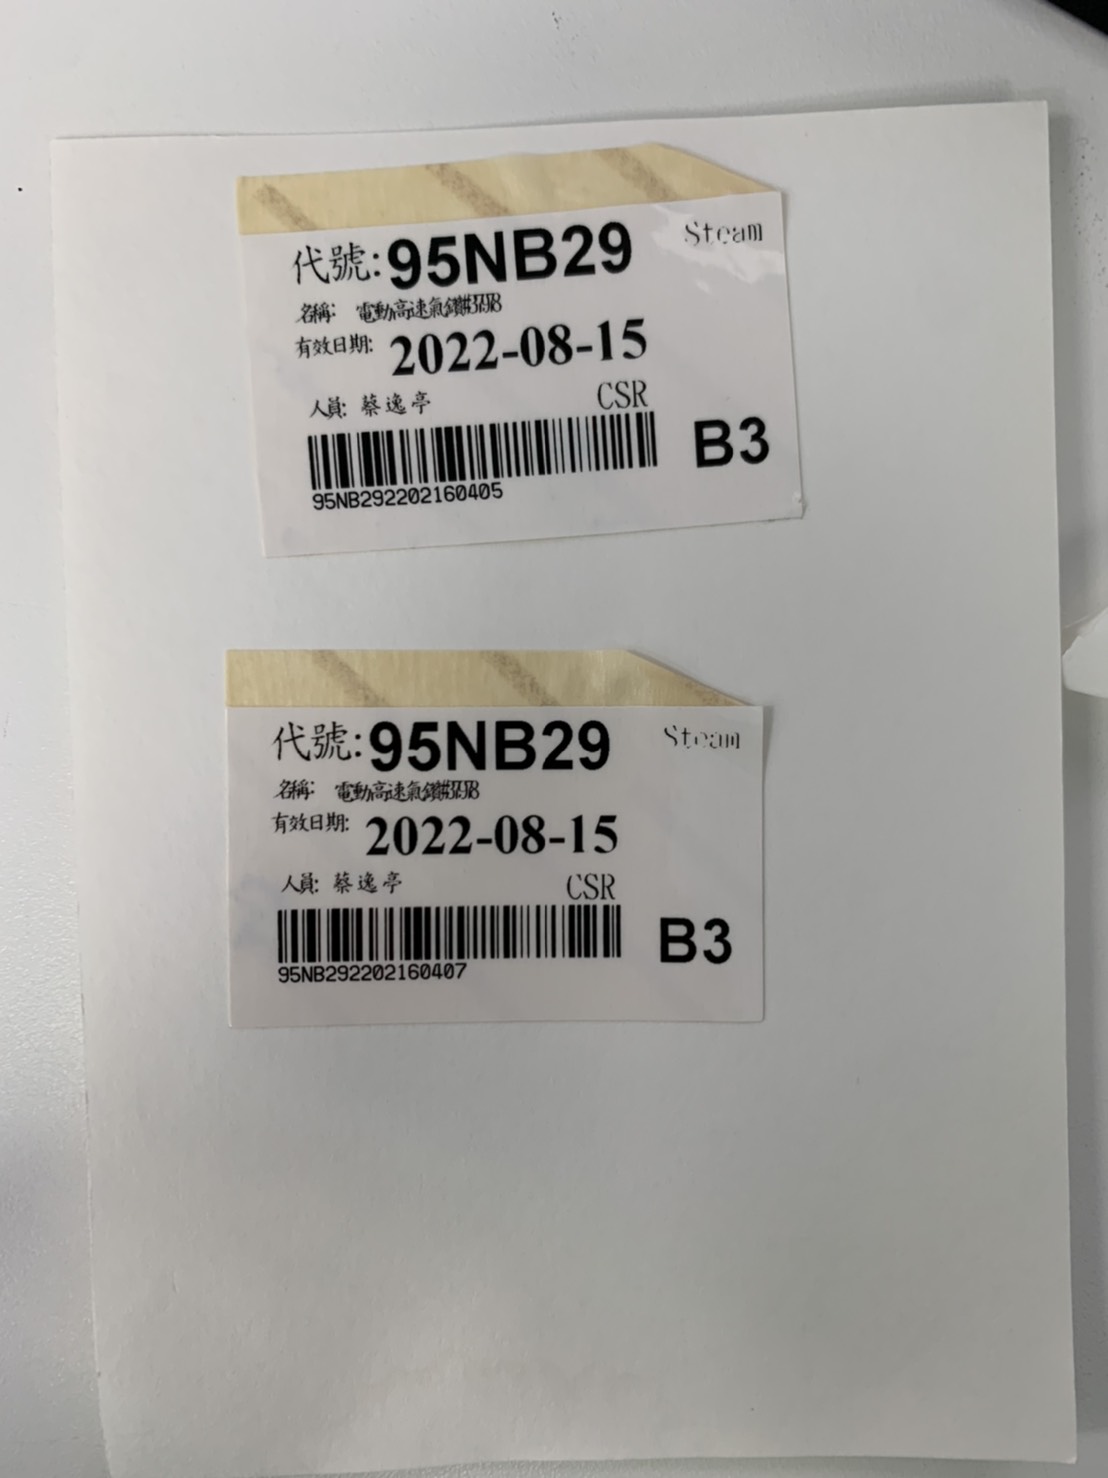 代號:95NB29 Steam
名稱: 電動高速氣鑽
有效日期: 2022-08-15
人員: 蔡逸亭 CSR
B3
95NB292202160405
代號:95NB29 Steam
名稱: 電動高速氣鑽
有效日期: 2022-08-15
人員: 蔡逸亭 CSR
B3
95NB292202160407